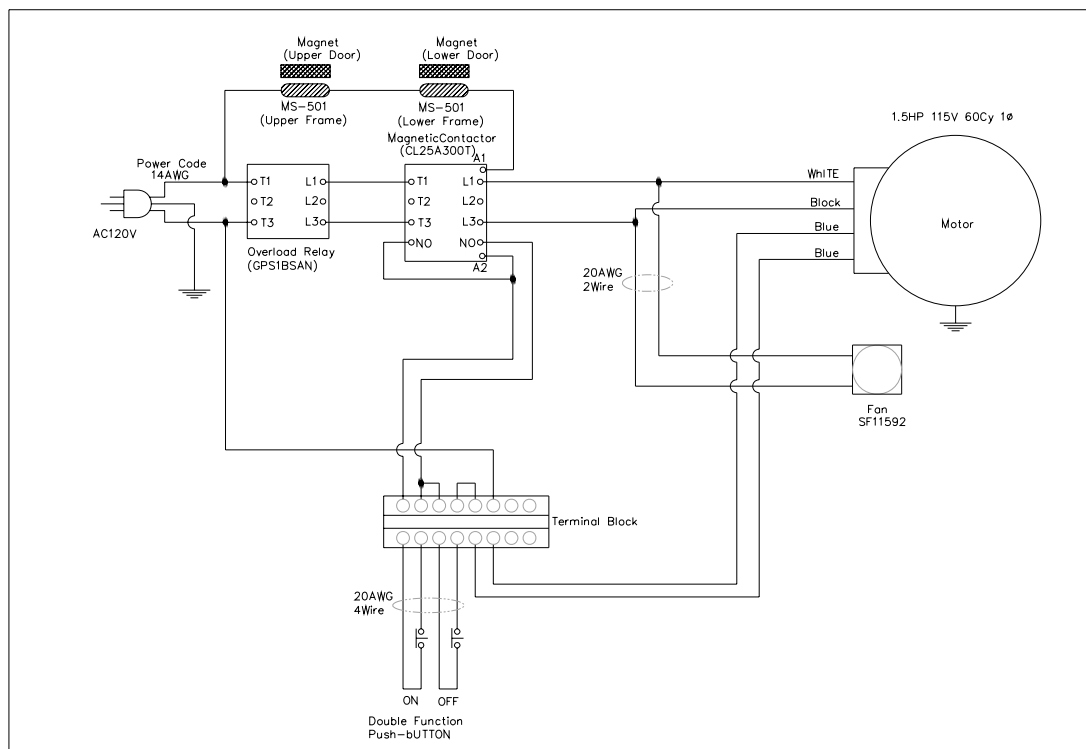 Magnet
(Upper Door)
Magnet
(Lower Door)
MS-501
(Upper Frame)
MS-501
(Lower Frame)
MagneticContactor
(CL25A300T)
1.5HP 115V 60Cy 1ø
Power Code
14AWG
A1
T1
L1
T1
L1
WhITE
T2
L2
T2
L2
Block
T3
L3
T3
L3
Motor
AC120V
NO
NO
Blue
Overload Relay
(GPS1BSAN)
A2
Blue
20AWG
2Wire
Fan
SF11592
Terminal Block
20AWG
4Wire
ON
OFF
Double Function
Push-bUTTON